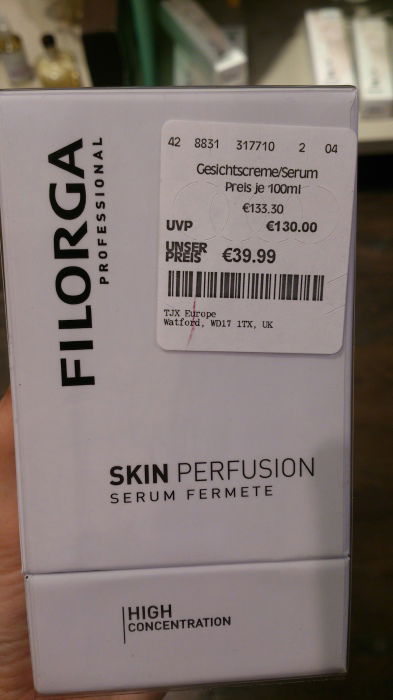 FILORGA
PROFESSIONAL
42 8831 317710 2 04
Gesichtscreme/Serum
Preis je 100ml
€133.30
UVP €130.00
UNSER
PREIS €39.99
TJX Europe
Watford, WD17 1TX, UK
SKIN PERFUSION
SERUM FERMETE
HIGH
CONCENTRATION